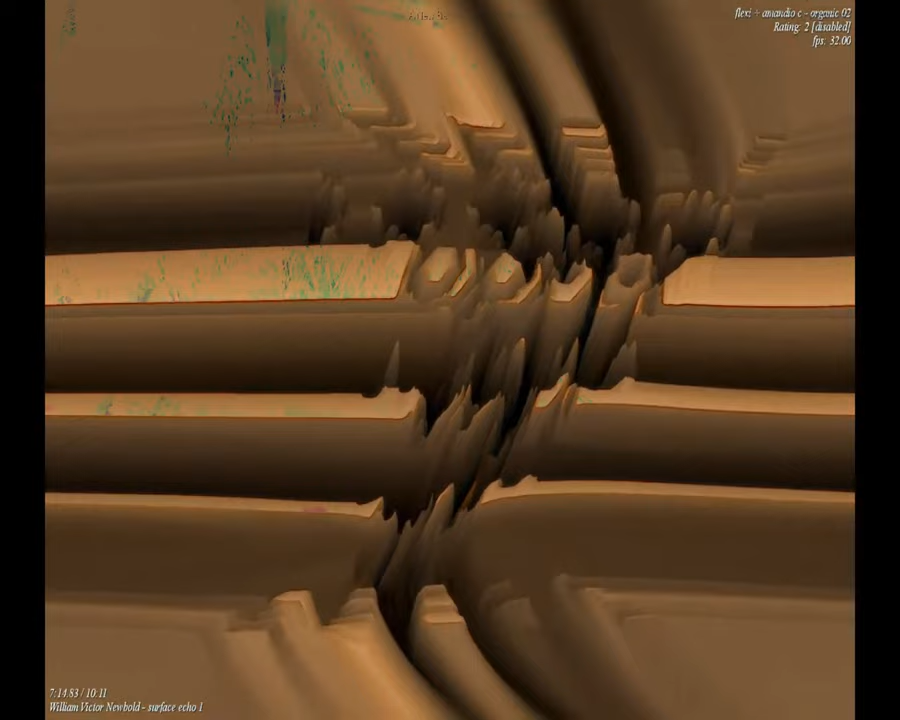 flexi + amandio c - organic 02
Rating: 2 [disabled]
fps: 32.00
7:14.83 / 10:11
William Victor Newbold - surface echo 1